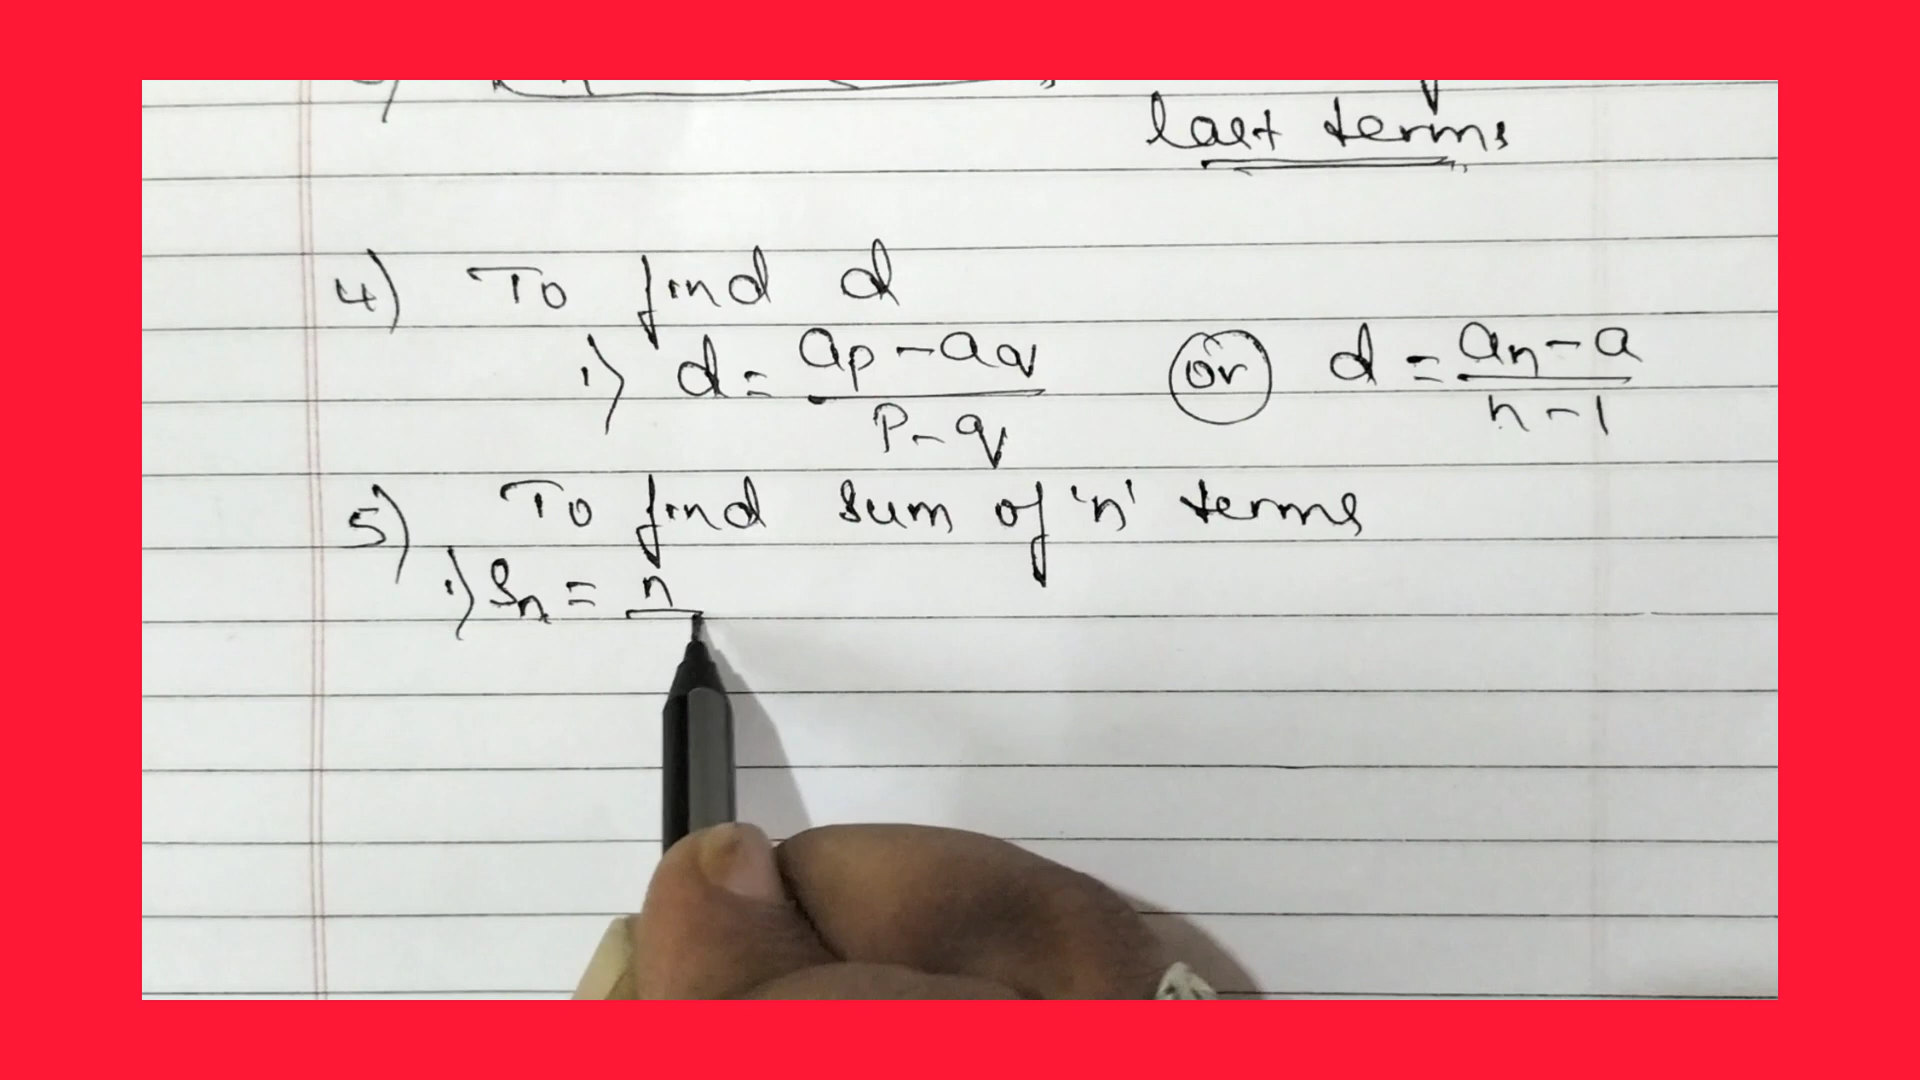 last terms
4) To find d
i) d = ap - aq / p - q (or) d = an - a / n - 1
5) To find sum of 'n' terms
i) Sn = n